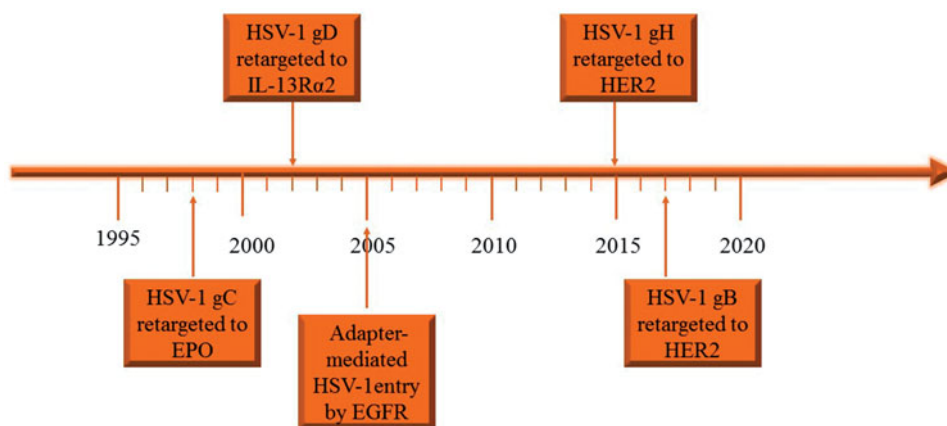 HSV-1 gD
retargeted to
IL-13Rα2
HSV-1 gH
retargeted to
HER2
1995
2000
2005
2010
2015
2020
HSV-1 gC
retargeted to
EPO
Adapter-
mediated
HSV-1entry
by EGFR
HSV-1 gB
retargeted to
HER2